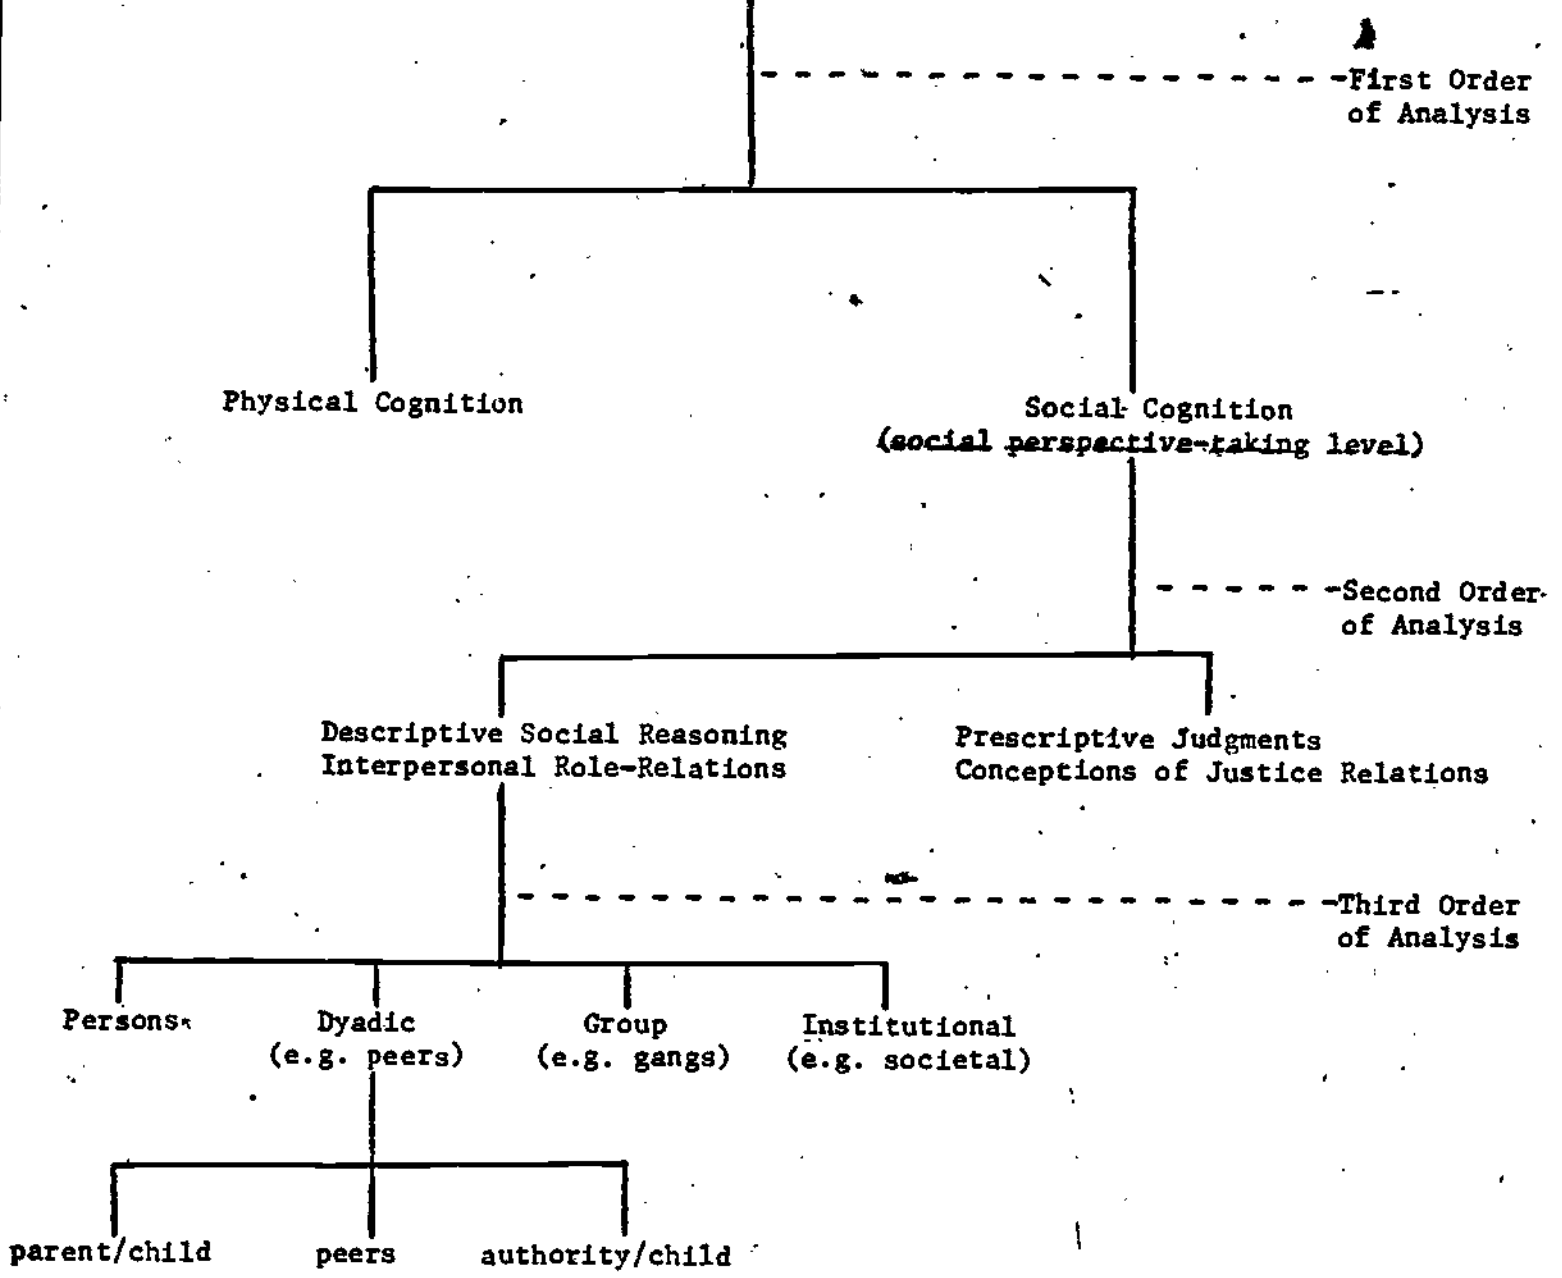 First Order
of Analysis
Physical Cognition
Social Cognition
(social perspective-taking level)
Second Order
of Analysis
Descriptive Social Reasoning
Interpersonal Role-Relations
Prescriptive Judgments
Conceptions of Justice Relations
Third Order
of Analysis
Persons
Dyadic
(e.g. peers)
Group
(e.g. gangs)
Institutional
(e.g. societal)
parent/child
peers
authority/child